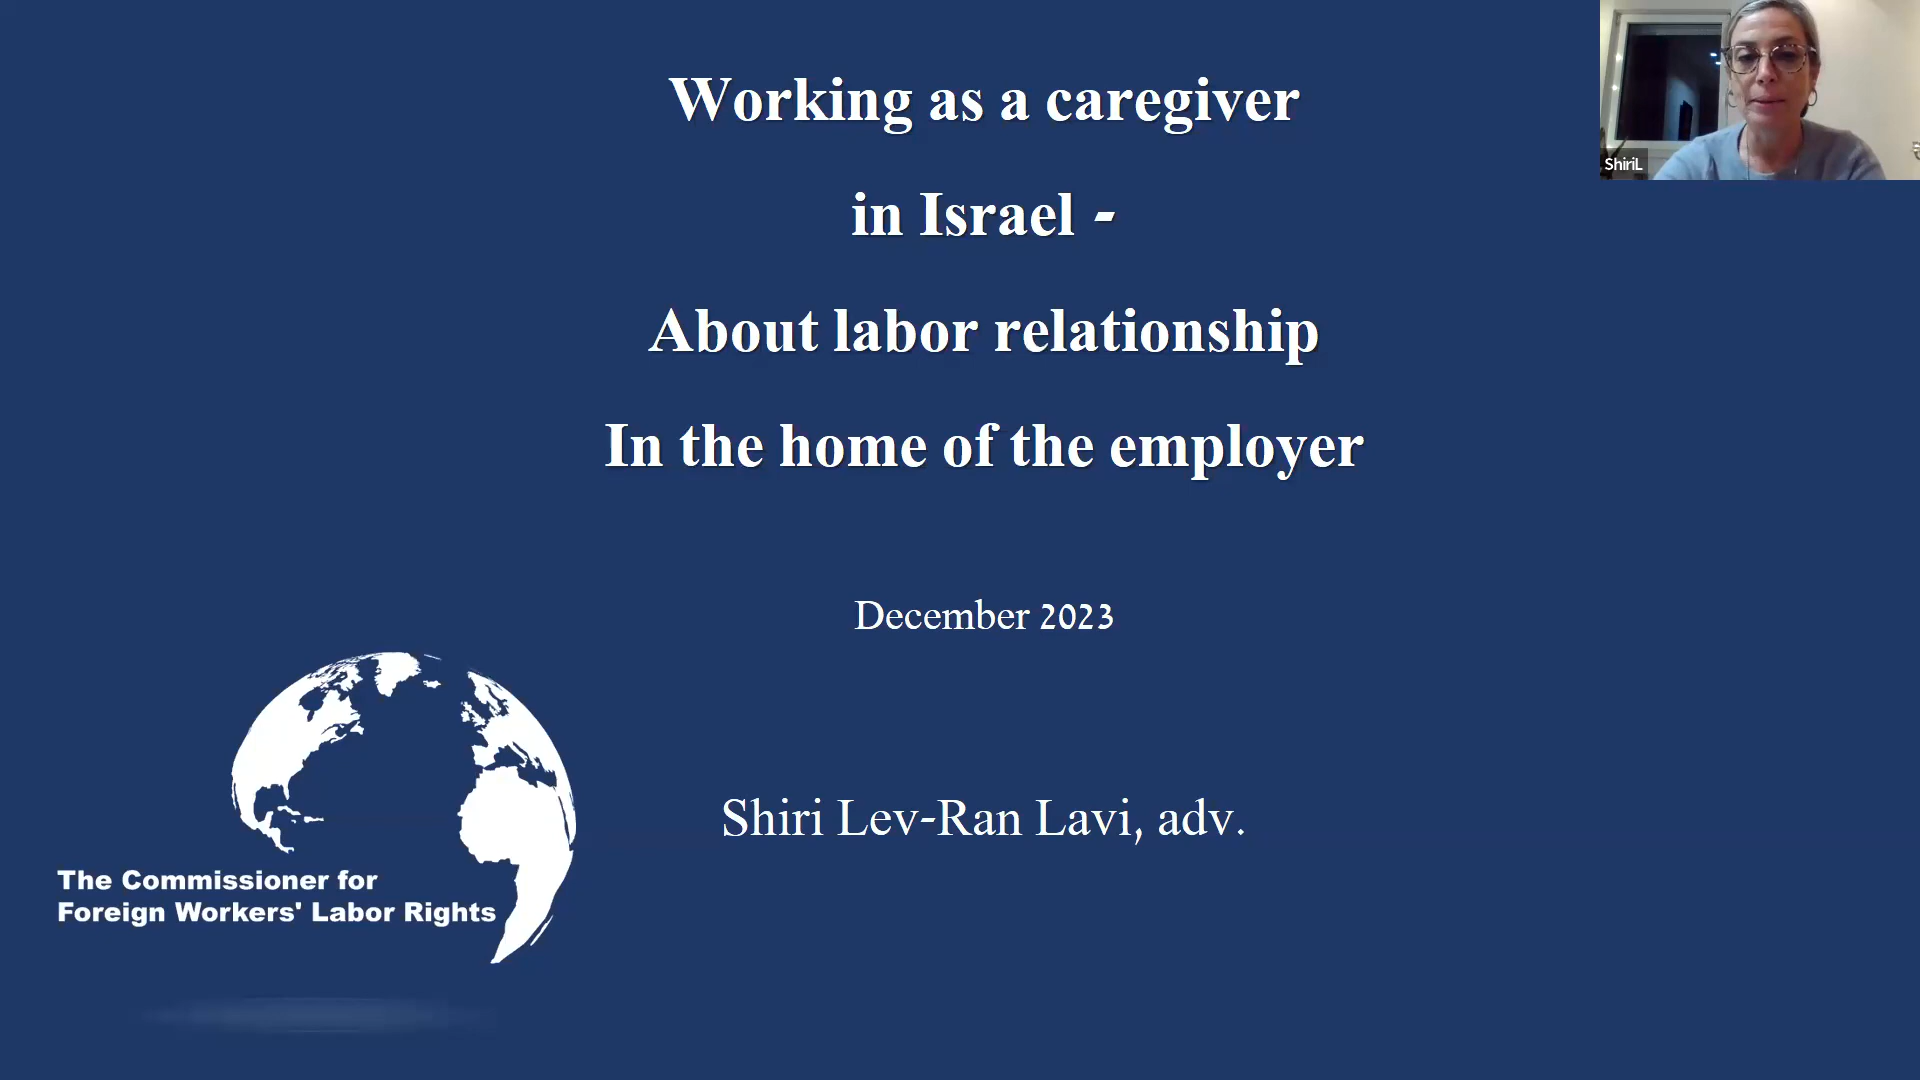 Working as a caregiver
in Israel -
About labor relationship
In the home of the employer
December 2023
Shiri Lev-Ran Lavi, adv.
The Commissioner for
Foreign Workers' Labor Rights
ShiriL